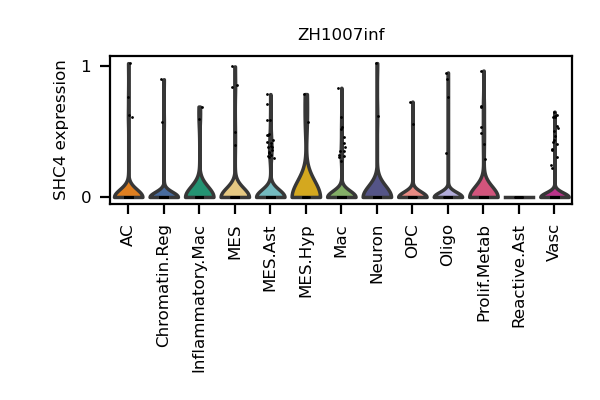 ZH1007inf
SHC4 expression
1
0
AC
Chromatin.Reg
Inflammatory.Mac
MES
MES.Ast
MES.Hyp
Mac
Neuron
OPC
Oligo
Prolif.Metab
Reactive.Ast
Vasc